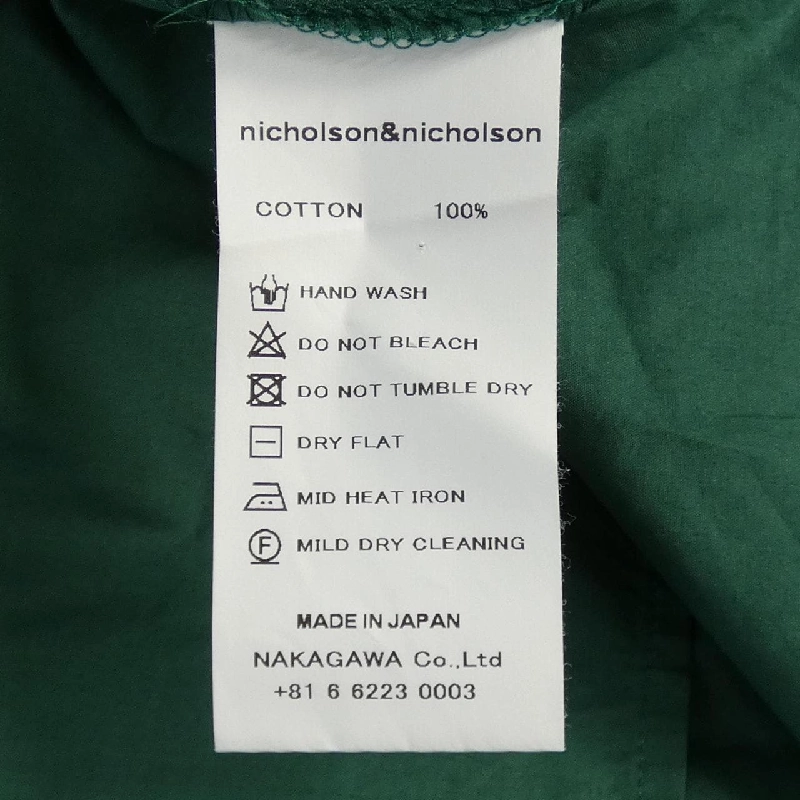 nicholson&nicholson
COTTON 100%
HAND WASH
DO NOT BLEACH
DO NOT TUMBLE DRY
DRY FLAT
MID HEAT IRON
F MILD DRY CLEANING
MADE IN JAPAN
NAKAGAWA Co.,Ltd
+81 6 6223 0003